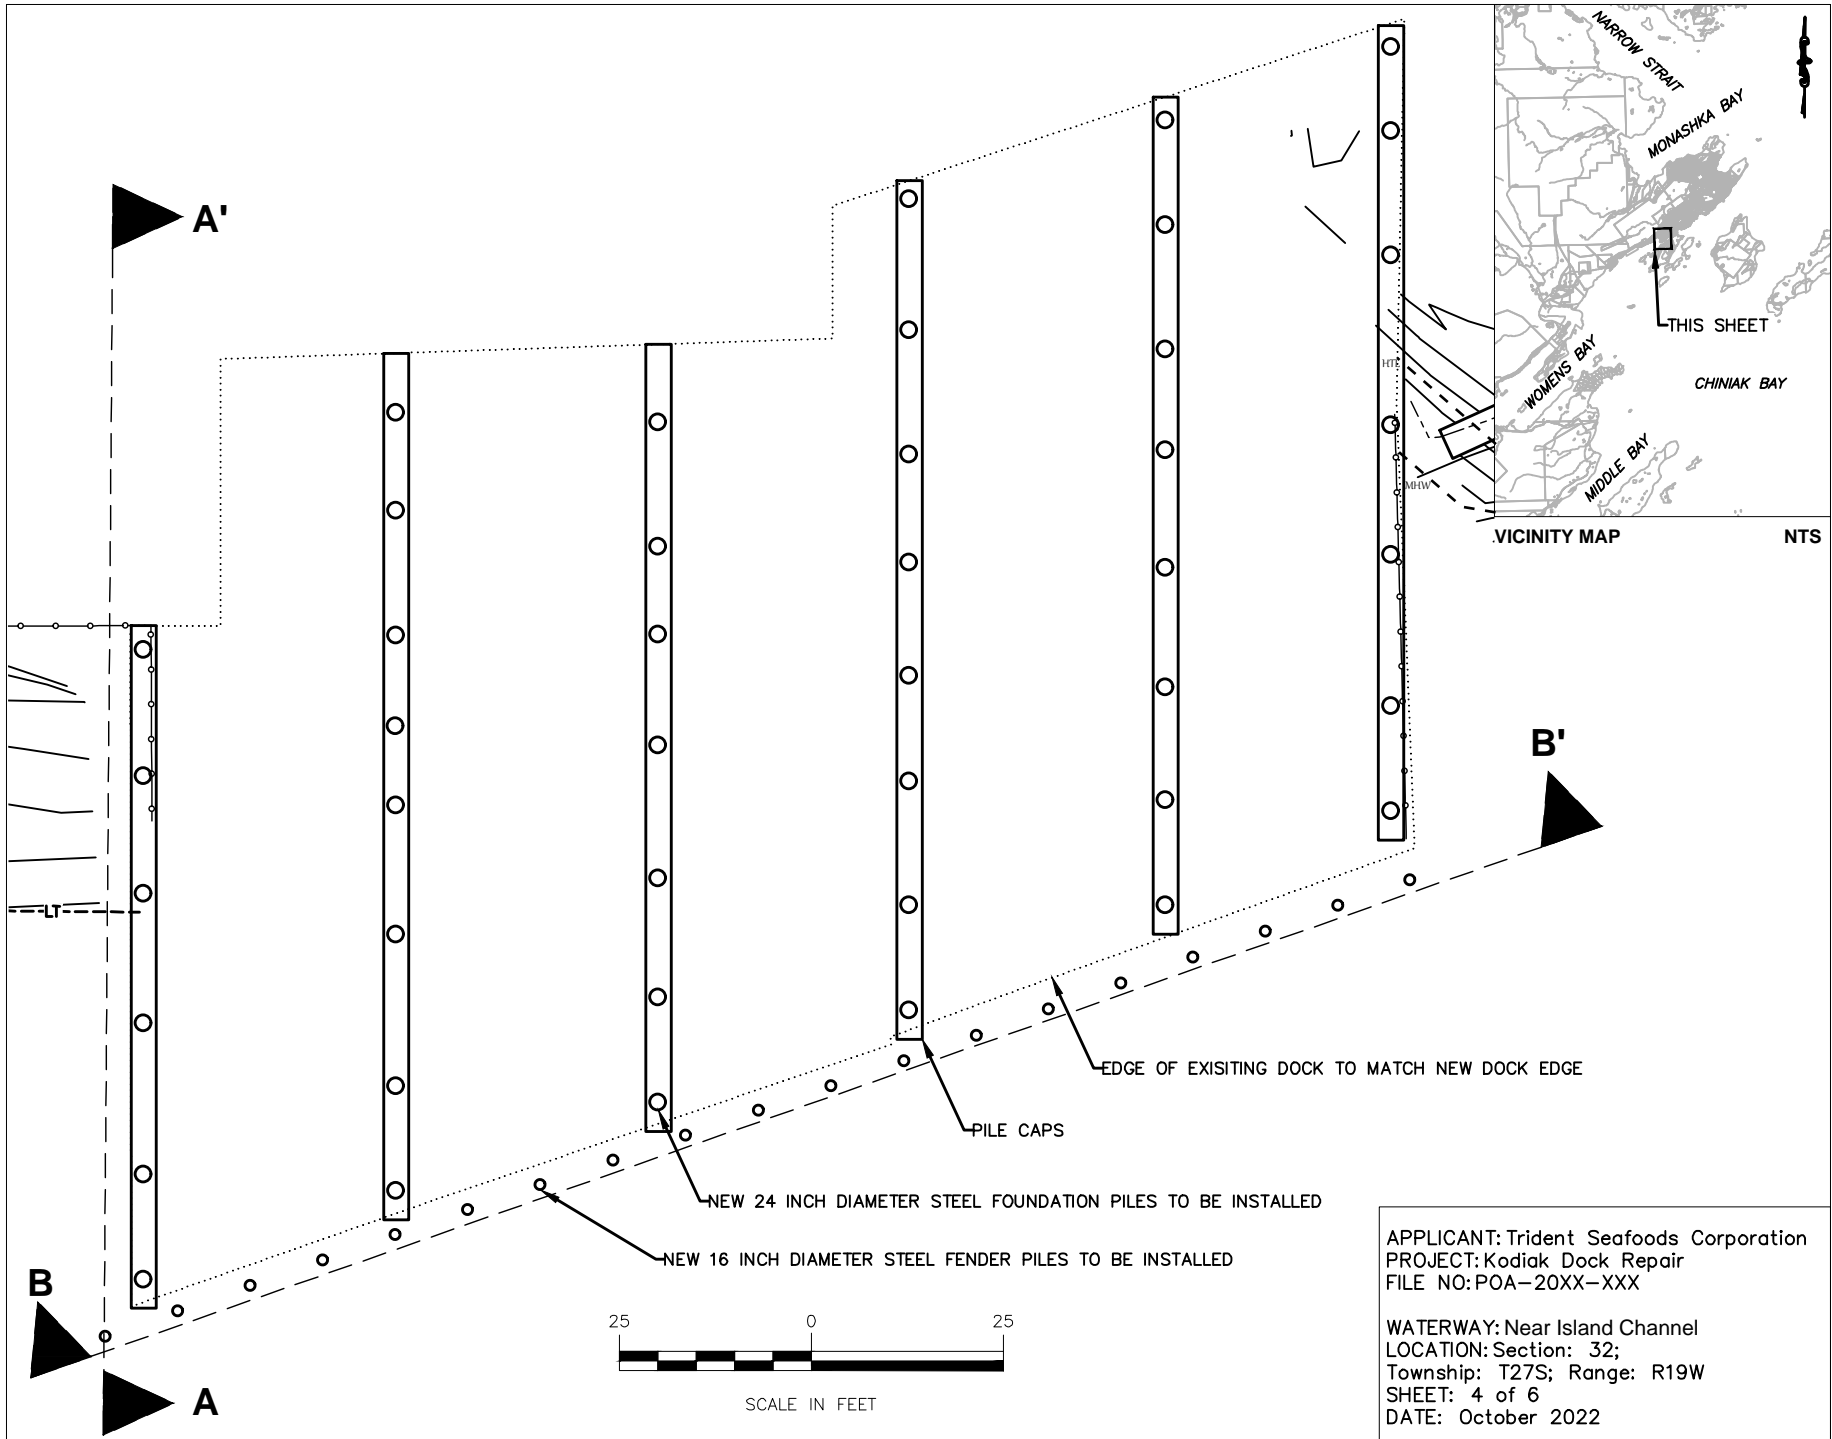 NARROW STRAIT
MONASHKA BAY
THIS SHEET
WOMENS BAY
CHINIAK BAY
MIDDLE BAY
.VICINITY MAP NTS
A'
HTL
MHW
LT
B'
EDGE OF EXISITING DOCK TO MATCH NEW DOCK EDGE
PILE CAPS
NEW 24 INCH DIAMETER STEEL FOUNDATION PILES TO BE INSTALLED
NEW 16 INCH DIAMETER STEEL FENDER PILES TO BE INSTALLED
B
A
25 0 25
SCALE IN FEET
APPLICANT: Trident Seafoods Corporation
PROJECT: Kodiak Dock Repair
FILE NO: POA-20XX-XXX
WATERWAY: Near Island Channel
LOCATION: Section: 32;
Township: T27S; Range: R19W
SHEET: 4 of 6
DATE: October 2022